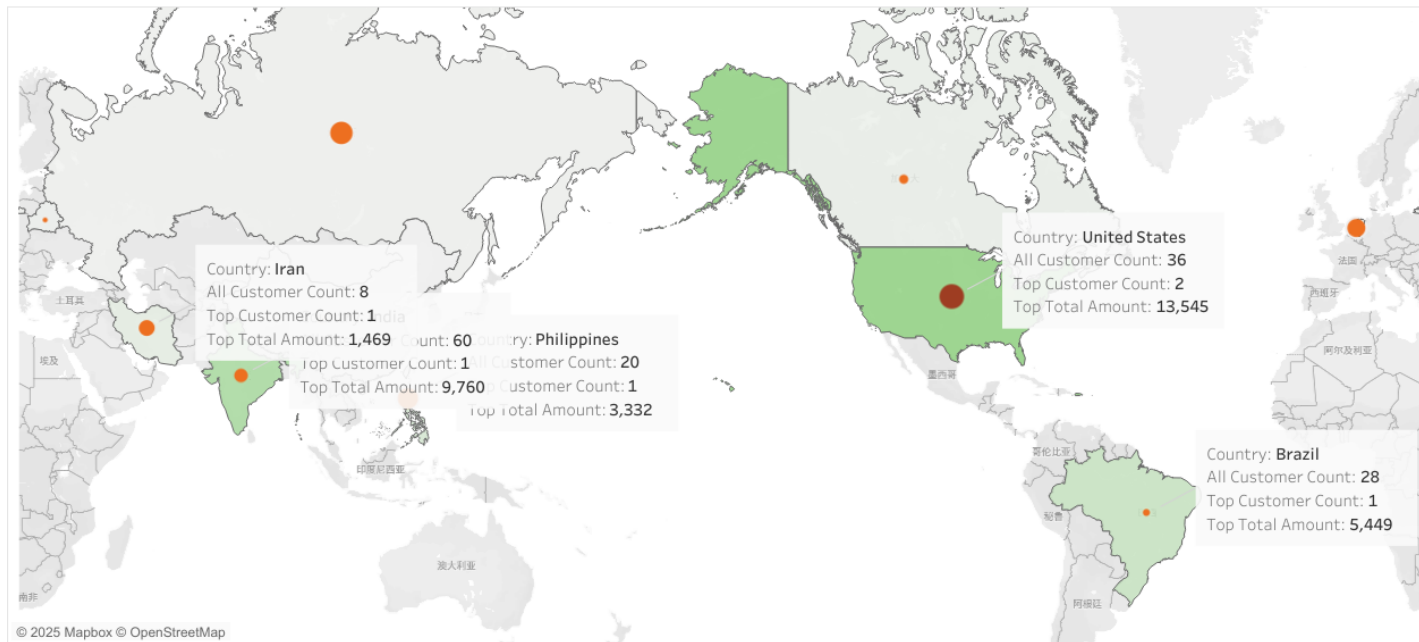 Country: Iran
All Customer Count: 8
Top Customer Count: 1
Top Total Amount: 1,469
India
Count: 60
Top Customer Count: 1
Top Total Amount: 9,760
Country: Philippines
All Customer Count: 20
Top Customer Count: 1
Top Total Amount: 3,332
Country: United States
All Customer Count: 36
Top Customer Count: 2
Top Total Amount: 13,545
Country: Brazil
All Customer Count: 28
Top Customer Count: 1
Top Total Amount: 5,449
土耳其
埃及
南非
印度尼西亚
澳大利亚
墨西哥
哥伦比亚
秘鲁
阿根廷
法国
西班牙
阿尔及利亚
© 2025 Mapbox © OpenStreetMap